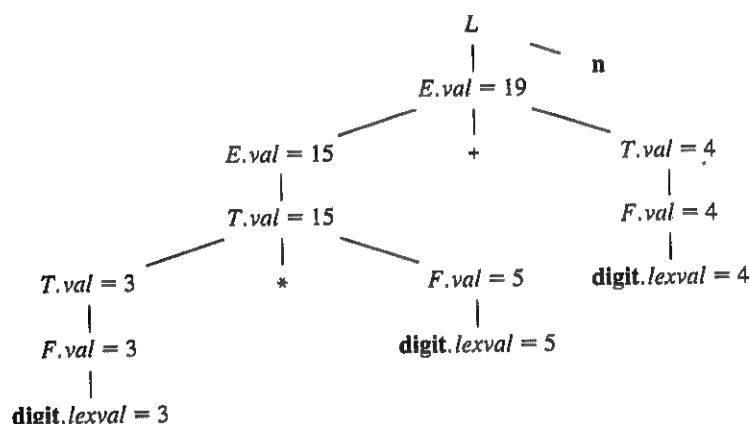 L
n
E.val = 19
E.val = 15 + T.val = 4
T.val = 15 F.val = 4
T.val = 3 * F.val = 5 digit.lexval = 4
F.val = 3 digit.lexval = 5
digit.lexval = 3